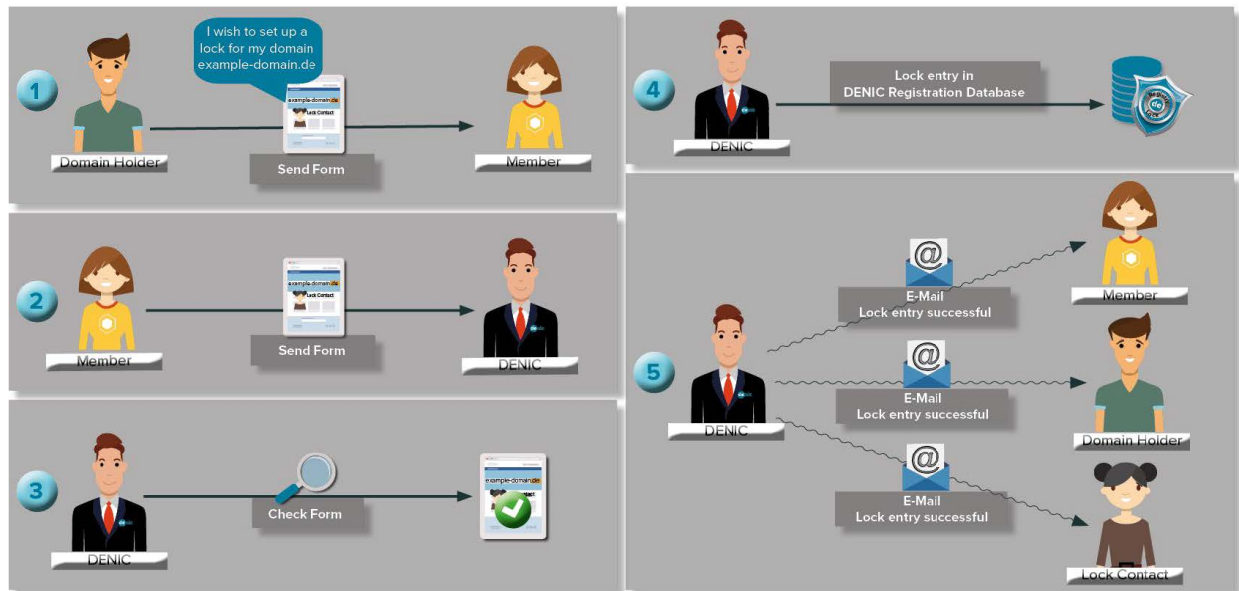 1
I wish to set up a
lock for my domain
example-domain.de
example-domain.de
Lock Contact
Domain Holder
Send Form
Member
2
example-domain.de
Lock Contact
Member
Send Form
DENIC
3
example-domain.de
DENIC
Check Form
4
Lock entry in
DENIC Registration Database
Registry
de
Lock
DENIC
5
@
E-Mail
Lock entry successful
Member
@
E-Mail
Lock entry successful
DENIC
Domain Holder
@
E-Mail
Lock entry successful
Lock Contact